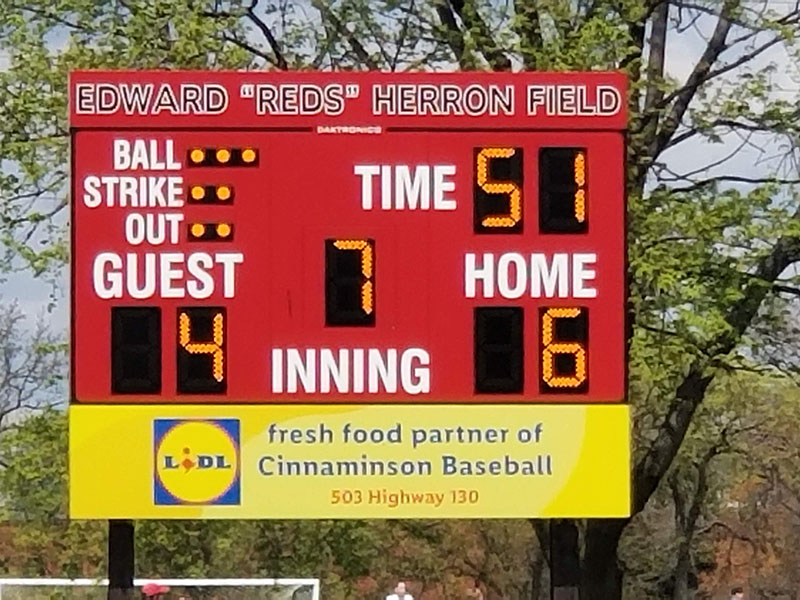 EDWARD "REDS" HERRON FIELD
DAKTRONICS
BALL
STRIKE
OUT
TIME 51
GUEST 4
7
INNING
HOME 6
LiDL
fresh food partner of
Cinnaminson Baseball
503 Highway 130